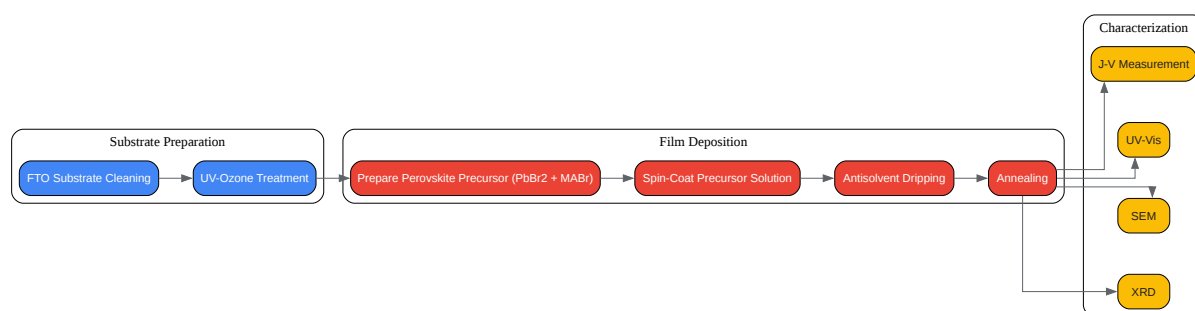 Substrate Preparation
FTO Substrate Cleaning
UV-Ozone Treatment
Film Deposition
Prepare Perovskite Precursor (PbBr2 + MABr)
Spin-Coat Precursor Solution
Antisolvent Dripping
Annealing
Characterization
J-V Measurement
UV-Vis
SEM
XRD